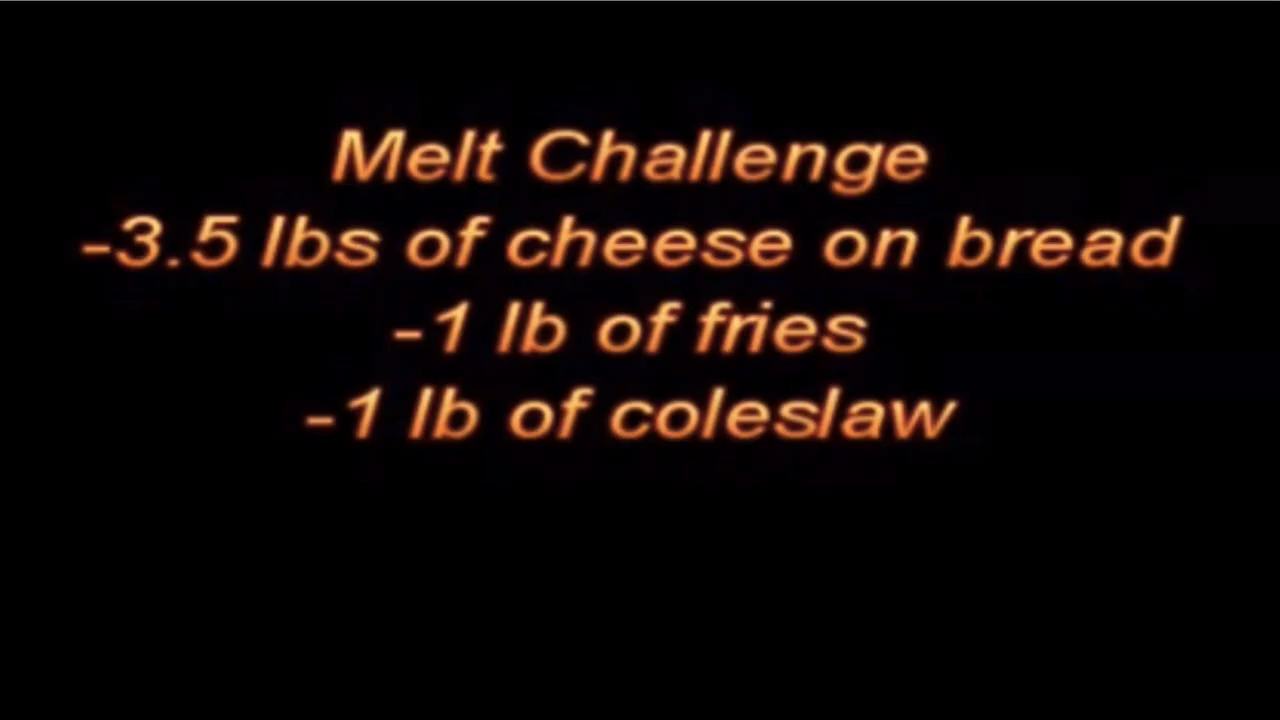 Melt Challenge
-3.5 lbs of cheese on bread
-1 lb of fries
-1 lb of coleslaw